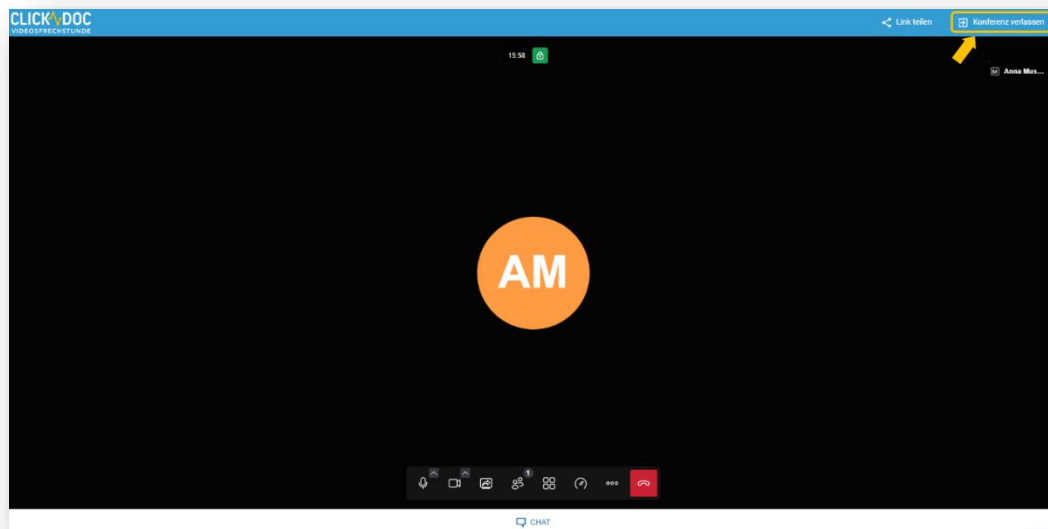 CLICKDOC
VIDEOSPRECHSTUNDE
Link teilen
Konferenz verlassen
15:58
Anna Mus...
AM
1
CHAT